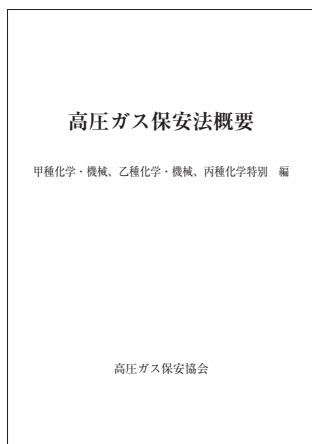 高圧ガス保安法概要
甲種化学・機械、乙種化学・機械、丙種化学特別　編
高圧ガス保安協会